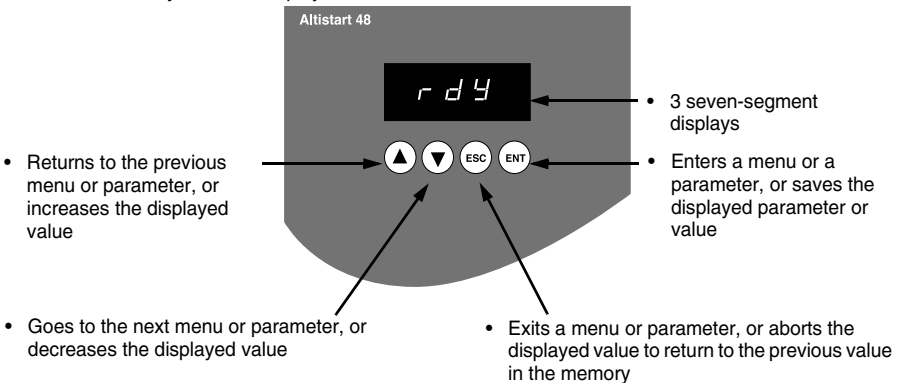 Altistart 48
rdY
• 3 seven-segment
displays
ESC ENT
• Returns to the previous
menu or parameter, or
increases the displayed
value
• Enters a menu or a
parameter, or saves the
displayed parameter or
value
• Goes to the next menu or parameter, or
decreases the displayed value
• Exits a menu or parameter, or aborts the
displayed value to return to the previous value
in the memory